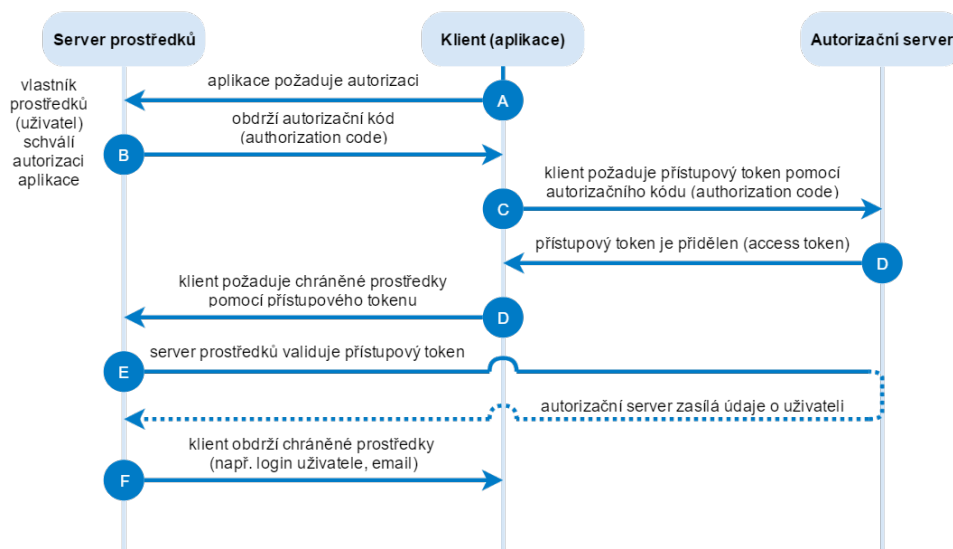 Server prostředků
Klient (aplikace)
Autorizační server
vlastník
prostředků
(uživatel)
schválí
autorizaci
aplikace
aplikace požaduje autorizaci
A
obdrží autorizační kód
(authorization code)
B
klient požaduje přístupový token pomocí
autorizačního kódu (authorization code)
C
přístupový token je přidělen (access token)
D
klient požaduje chráněné prostředky
pomocí přístupového tokenu
D
server prostředků validuje přístupový token
E
autorizační server zasílá údaje o uživateli
klient obdrží chráněné prostředky
(např. login uživatele, email)
F